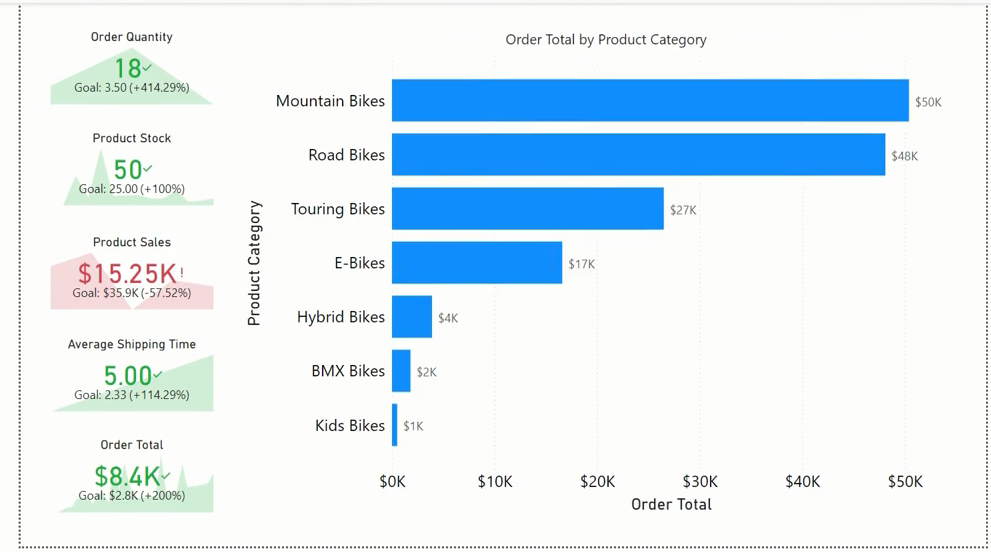 Order Quantity
18
Goal: 3.50 (+414.29%)
Product Stock
50
Goal: 25.00 (+100%)
Product Sales
$15.25K!
Goal: $35.9K (-57.52%)
Average Shipping Time
5.00
Goal: 2.33 (+114.29%)
Order Total
$8.4K
Goal: $2.8K (+200%)
Order Total by Product Category
Product Category
Mountain Bikes $50K
Road Bikes $48K
Touring Bikes $27K
E-Bikes $17K
Hybrid Bikes $4K
BMX Bikes $2K
Kids Bikes $1K
$0K $10K $20K $30K $40K $50K
Order Total